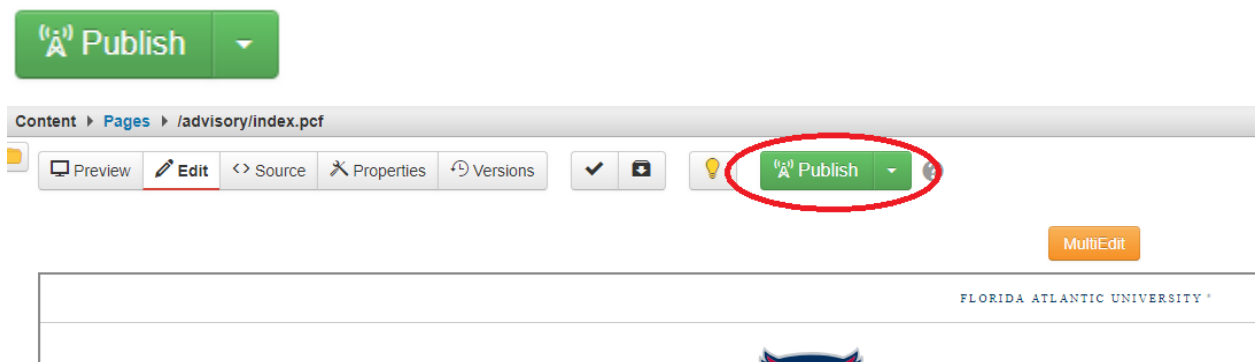 Publish
Content Pages /advisory/index.pcf
Preview Edit <> Source Properties Versions Publish ?
MultiEdit
FLORIDA ATLANTIC UNIVERSITY ®